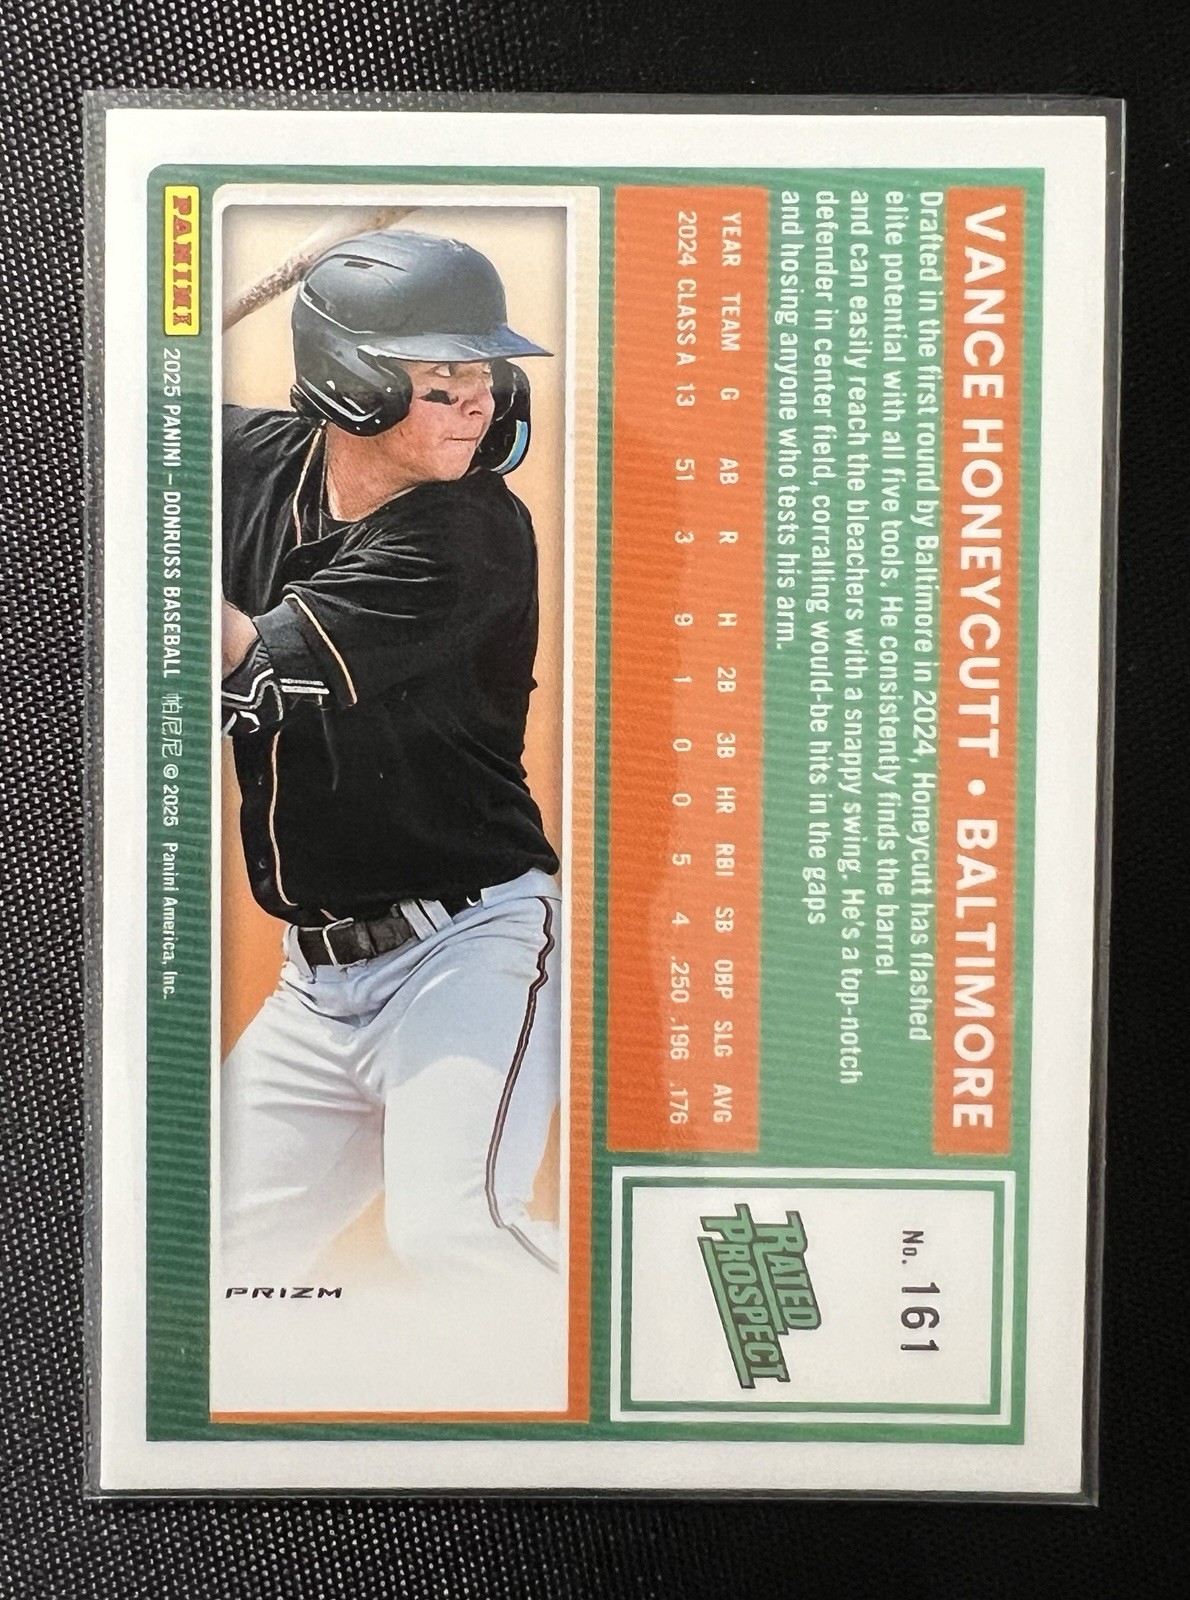 VANCE HONEYCUTT • BALTIMORE
Drafted in the first round by Baltimore in 2024, Honeycutt has flashed
elite potential with all five tools. He consistently finds the barrel
and can easily reach the bleachers with a snappy swing. He's a top-notch
defender in center field, corralling would-be hits in the gaps
and hosing anyone who tests his arm.
YEAR TEAM G AB R H 2B 3B HR RBI SB OBP SLG AVG
2024 CLASS A 13 51 3 9 1 0 0 5 4 .250 .196 .176
No. 161
RATED
PROSPECT
PRIZM
PANINI
2025 PANINI – DONRUSS BASEBALL 帕尼尼 © 2025 Panini America, Inc.